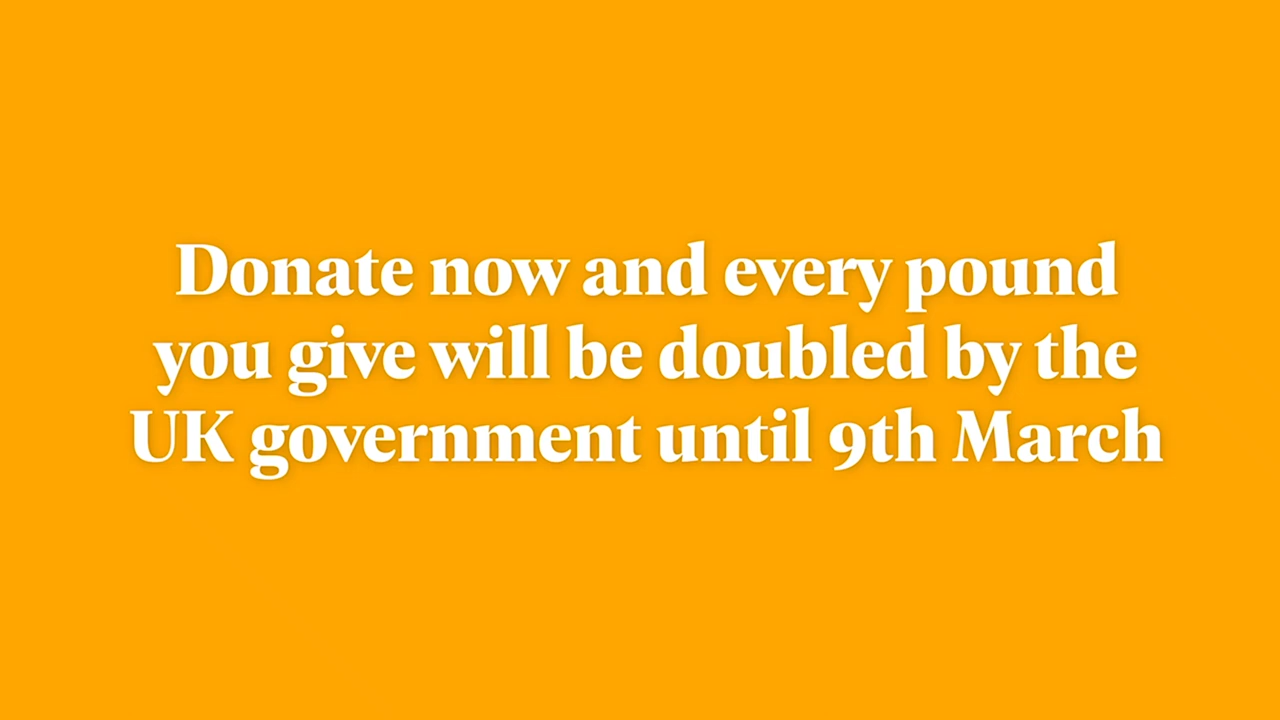 Donate now and every pound
you give will be doubled by the
UK government until 9th March